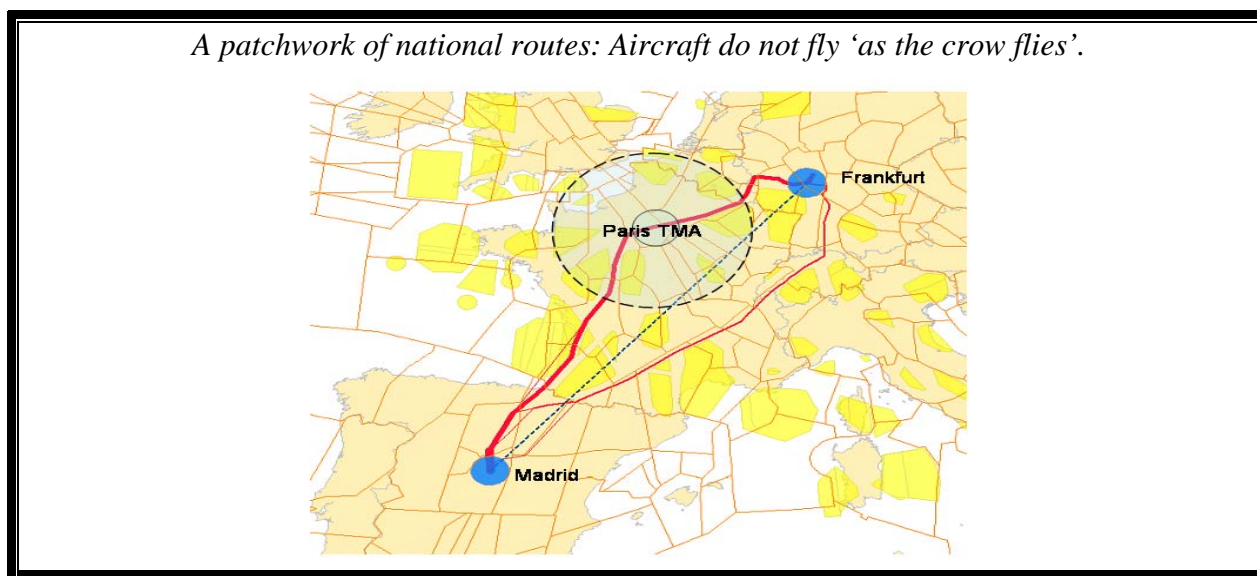 A patchwork of national routes: Aircraft do not fly ‘as the crow flies’.
Frankfurt
Paris TMA
Madrid